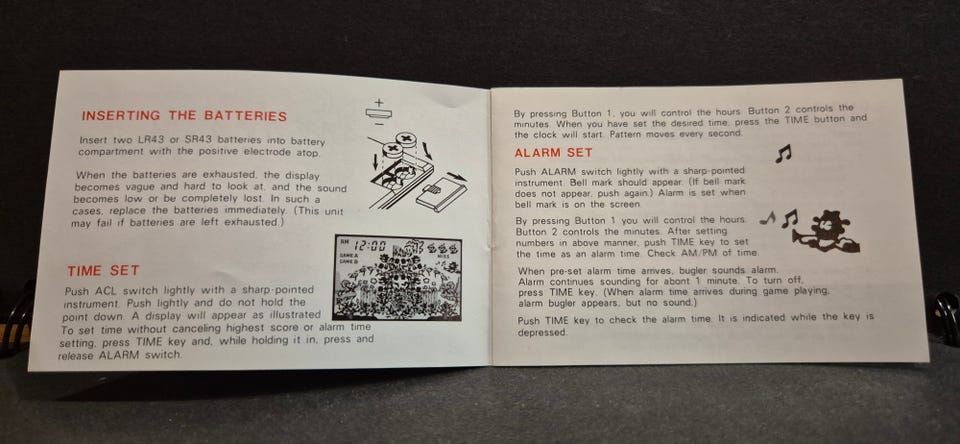 INSERTING THE BATTERIES
Insert two LR43 or SR43 batteries into battery
compartment with the positive electrode atop.
When the batteries are exhausted, the display
becomes vague and hard to look at, and the sound
becomes low or be completely lost. In such a
cases, replace the batteries immediately. (This unit
may fail if batteries are left exhausted.)
+
−
TIME SET
Push ACL switch lightly with a sharp-pointed
instrument. Push lightly and do not hold the
point down. A display will appear as illustrated
To set time without canceling highest score or alarm time
setting, press TIME key and, while holding it in, press and
release ALARM switch.
AM 12:00
GAME A
GAME B
MISS
By pressing Button 1, you will control the hours. Button 2 controls the
minutes. When you have set the desired time, press the TIME button and
the clock will start. Pattern moves every second.
ALARM SET
Push ALARM switch lightly with a sharp-pointed
instrument. Bell mark should appear. (If bell mark
does not appear, push again.) Alarm is set when
bell mark is on the screen.
By pressing Button 1 you will control the hours.
Button 2 controls the minutes. After setting
numbers in above manner, push TIME key to set
the time as an alarm time. Check AM/PM of time.
When pre-set alarm time arrives, bugler sounds alarm.
Alarm continues sounding for about 1 minute. To turn off,
press TIME key. (When alarm time arrives during game playing,
alarm bugler appears, but no sound.)
Push TIME key to check the alarm time. It is indicated while the key is
depressed.